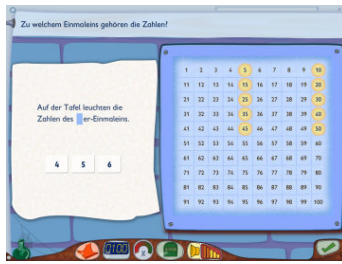 Zu welchem Einmaleins gehören die Zahlen?
Auf der Tafel leuchten die
Zahlen des er-Einmaleins.
4 5 6
1 2 3 4 5 6 7 8 9 10
11 12 13 14 15 16 17 18 19 20
21 22 23 24 25 26 27 28 29 30
31 32 33 34 35 36 37 38 39 40
41 42 43 44 45 46 47 48 49 50
51 52 53 54 55 56 57 58 59 60
61 62 63 64 65 66 67 68 69 70
71 72 73 74 75 76 77 78 79 80
81 82 83 84 85 86 87 88 89 90
91 92 93 94 95 96 97 98 99 100